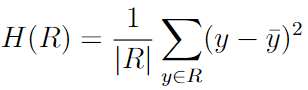 H(R) = \frac{1}{|R|} \sum_{y \in R} (y - \bar{y})^2